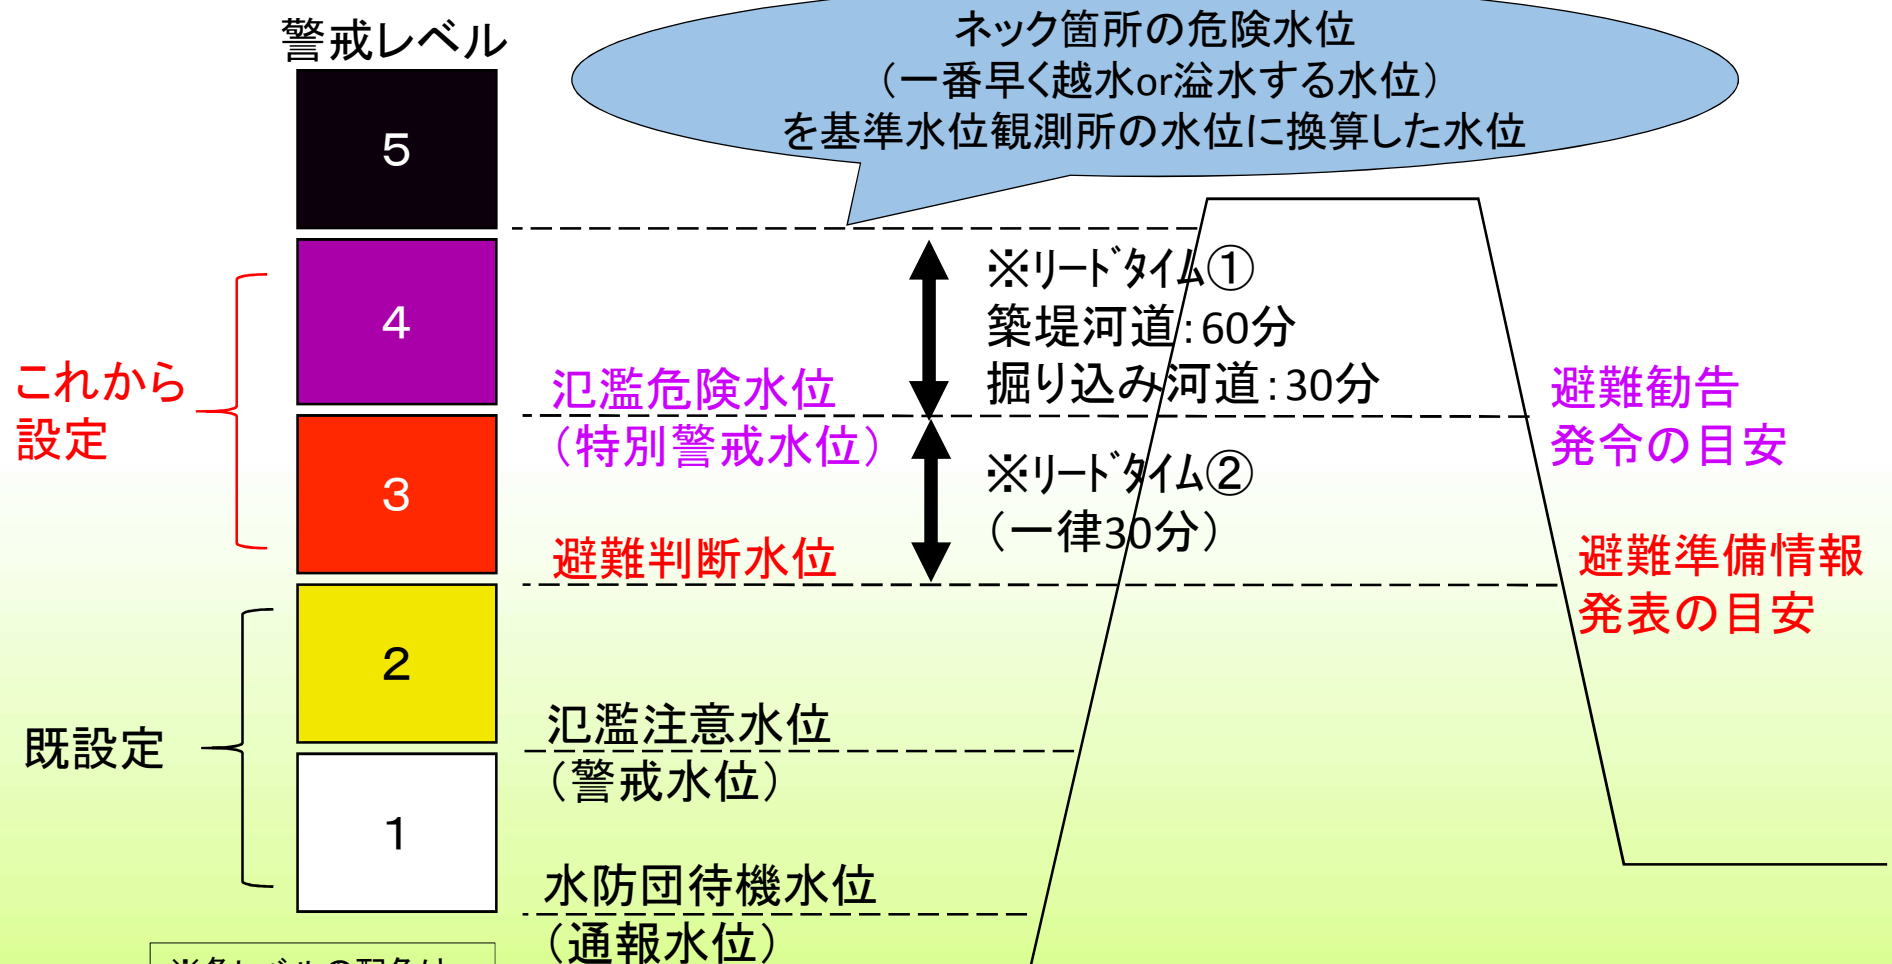 警戒レベル
ネック箇所の危険水位
（一番早く越水or溢水する水位）
を基準水位観測所の水位に換算した水位
5
4
3
2
1
これから
設定
既設定
※リードタイム①
築堤河道：60分
掘り込み河道：30分
氾濫危険水位
（特別警戒水位）
避難勧告
発令の目安
※リードタイム②
（一律30分）
避難判断水位
避難準備情報
発表の目安
氾濫注意水位
（警戒水位）
水防団待機水位
（通報水位）
※各レベルの配色は